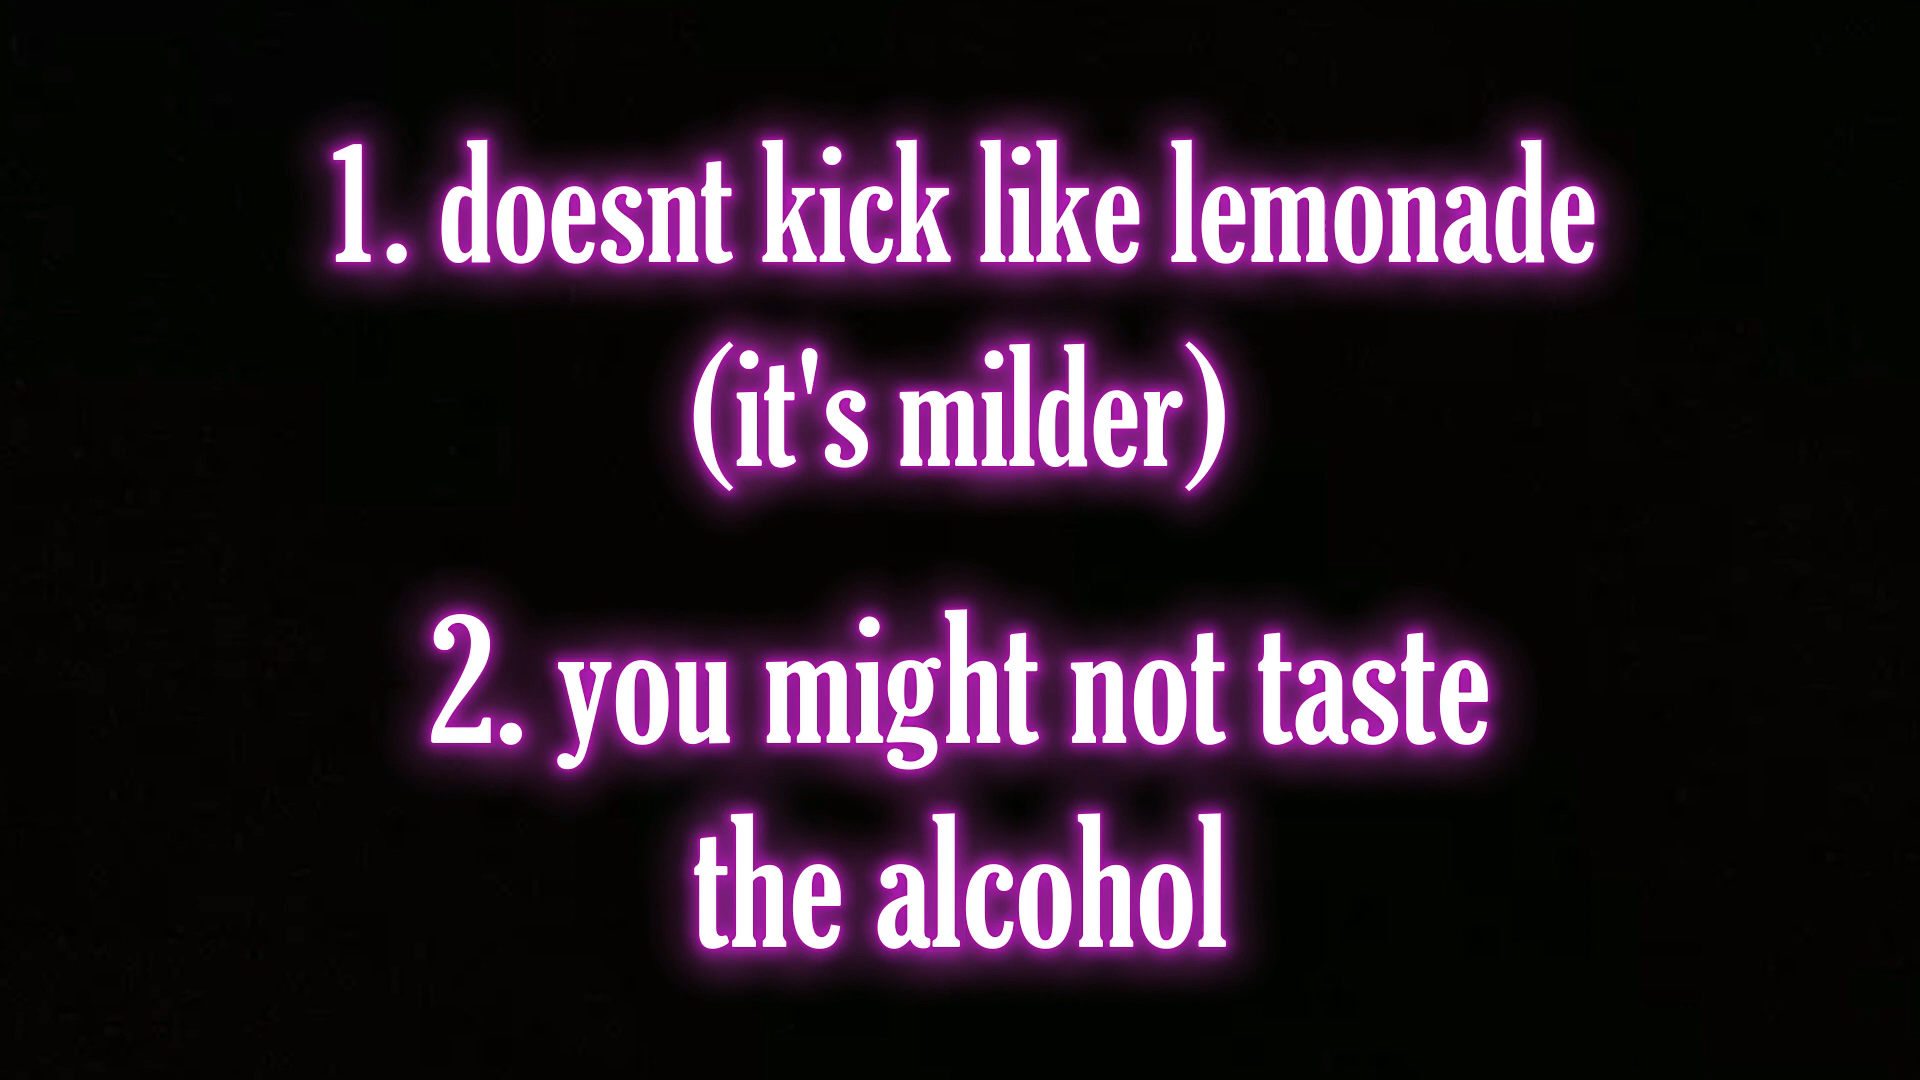 1. doesnt kick like lemonade
(it's milder)
2. you might not taste
the alcohol